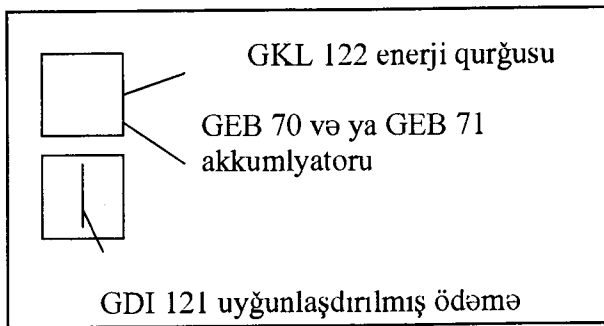 GKL 122 enerji qurğusu
GEB 70 və ya GEB 71
akkumlyatoru
GDI 121 uyğunlaşdırılmış ödəmə